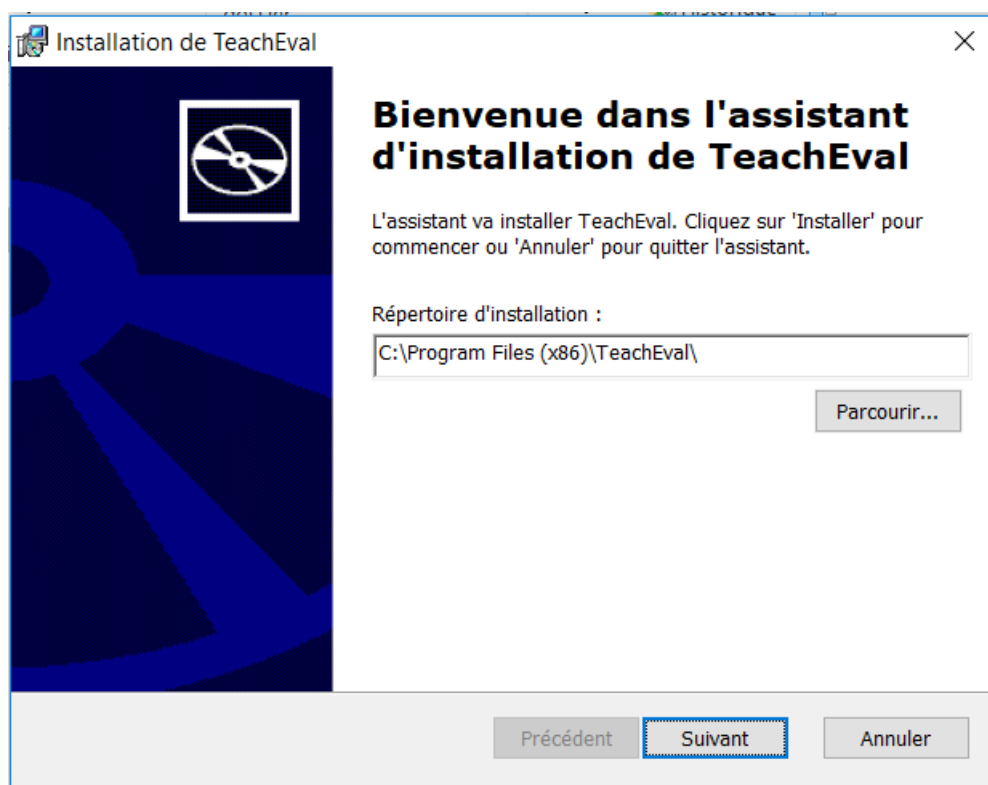 Historique
Installation de TeachEval
Bienvenue dans l'assistant
d'installation de TeachEval
L'assistant va installer TeachEval. Cliquez sur 'Installer' pour
commencer ou 'Annuler' pour quitter l'assistant.
Répertoire d'installation :
C:\Program Files (x86)\TeachEval\
Parcourir...
Précédent
Suivant
Annuler